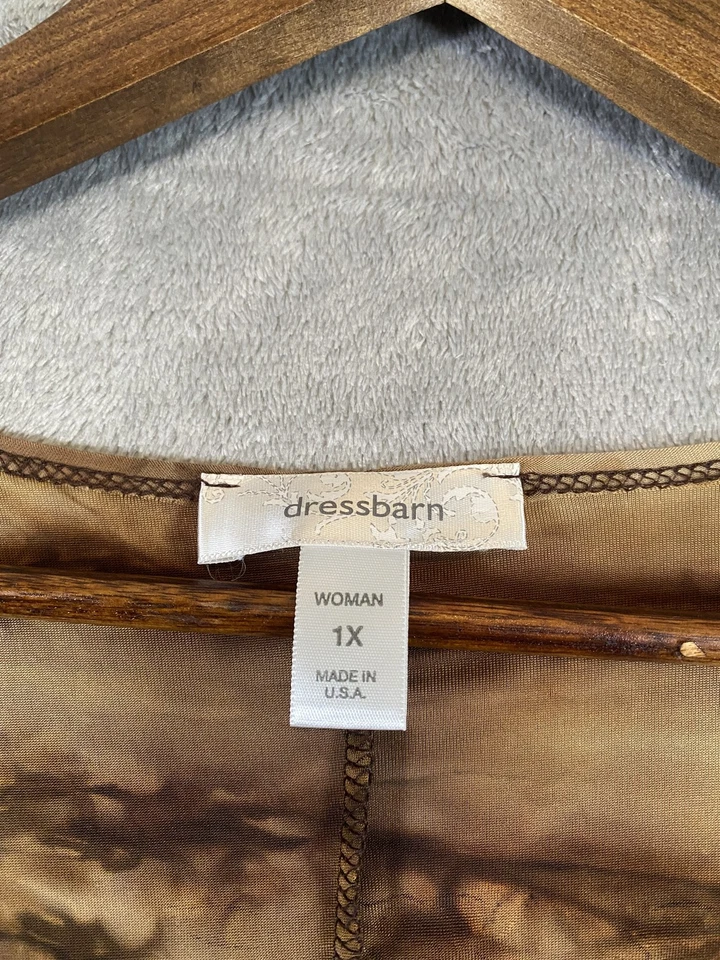 dressbarn
WOMAN
1X
MADE IN
U.S.A.